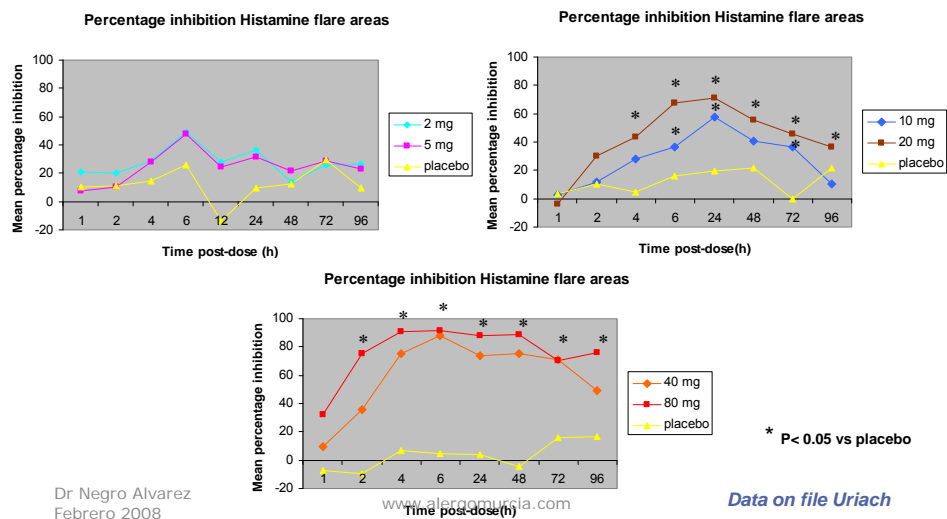 Percentage inhibition Histamine flare areas
Mean percentage inhibition
100
80
60
40
20
0
-20
1 2 4 6 12 24 48 72 96
Time post-dose (h)
2 mg
5 mg
placebo
Percentage inhibition Histamine flare areas
Mean percentage inhibition
100
80
60
40
20
0
-20
* * * * * * * * *
1 2 4 6 24 48 72 96
Time post-dose(h)
10 mg
20 mg
placebo
Percentage inhibition Histamine flare areas
Mean percentage inhibition
100
80
60
40
20
0
-20
* * * * * * *
1 2 4 6 24 48 72 96
Time post-dose(h)
40 mg
80 mg
placebo
* P< 0.05 vs placebo
Dr Negro Alvarez
Febrero 2008
www.alergomurcia.com
Data on file Uriach